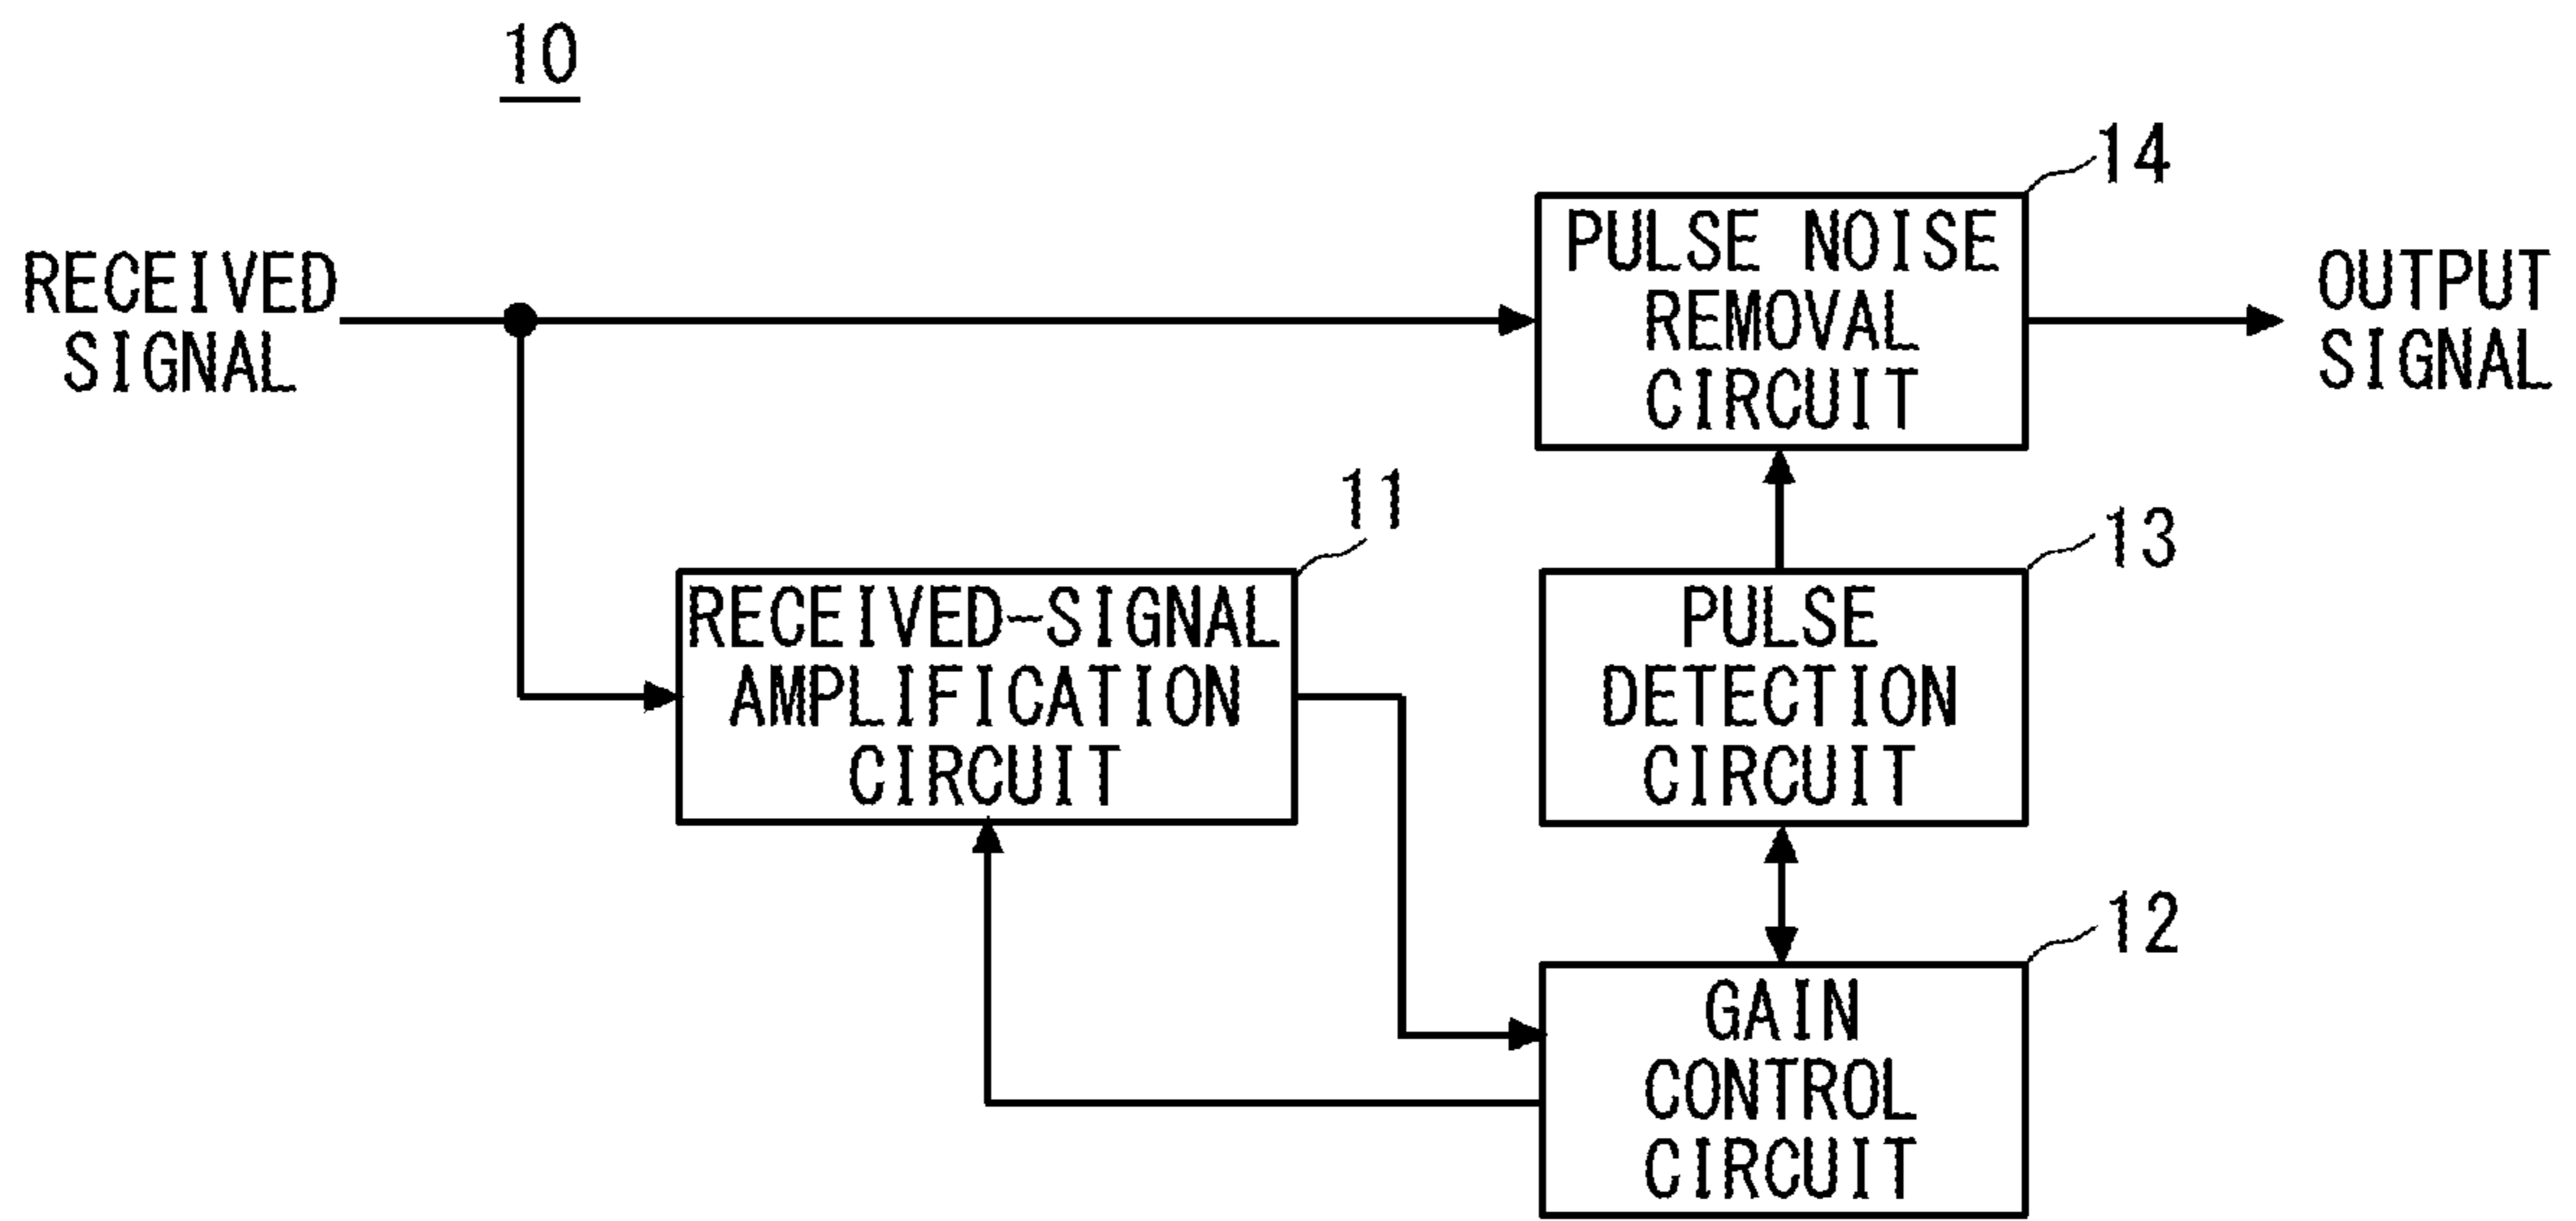 10
14
RECEIVED
SIGNAL
PULSE NOISE
REMOVAL
CIRCUIT
OUTPUT
SIGNAL
11
RECEIVED-SIGNAL
AMPLIFICATION
CIRCUIT
13
PULSE
DETECTION
CIRCUIT
12
GAIN
CONTROL
CIRCUIT